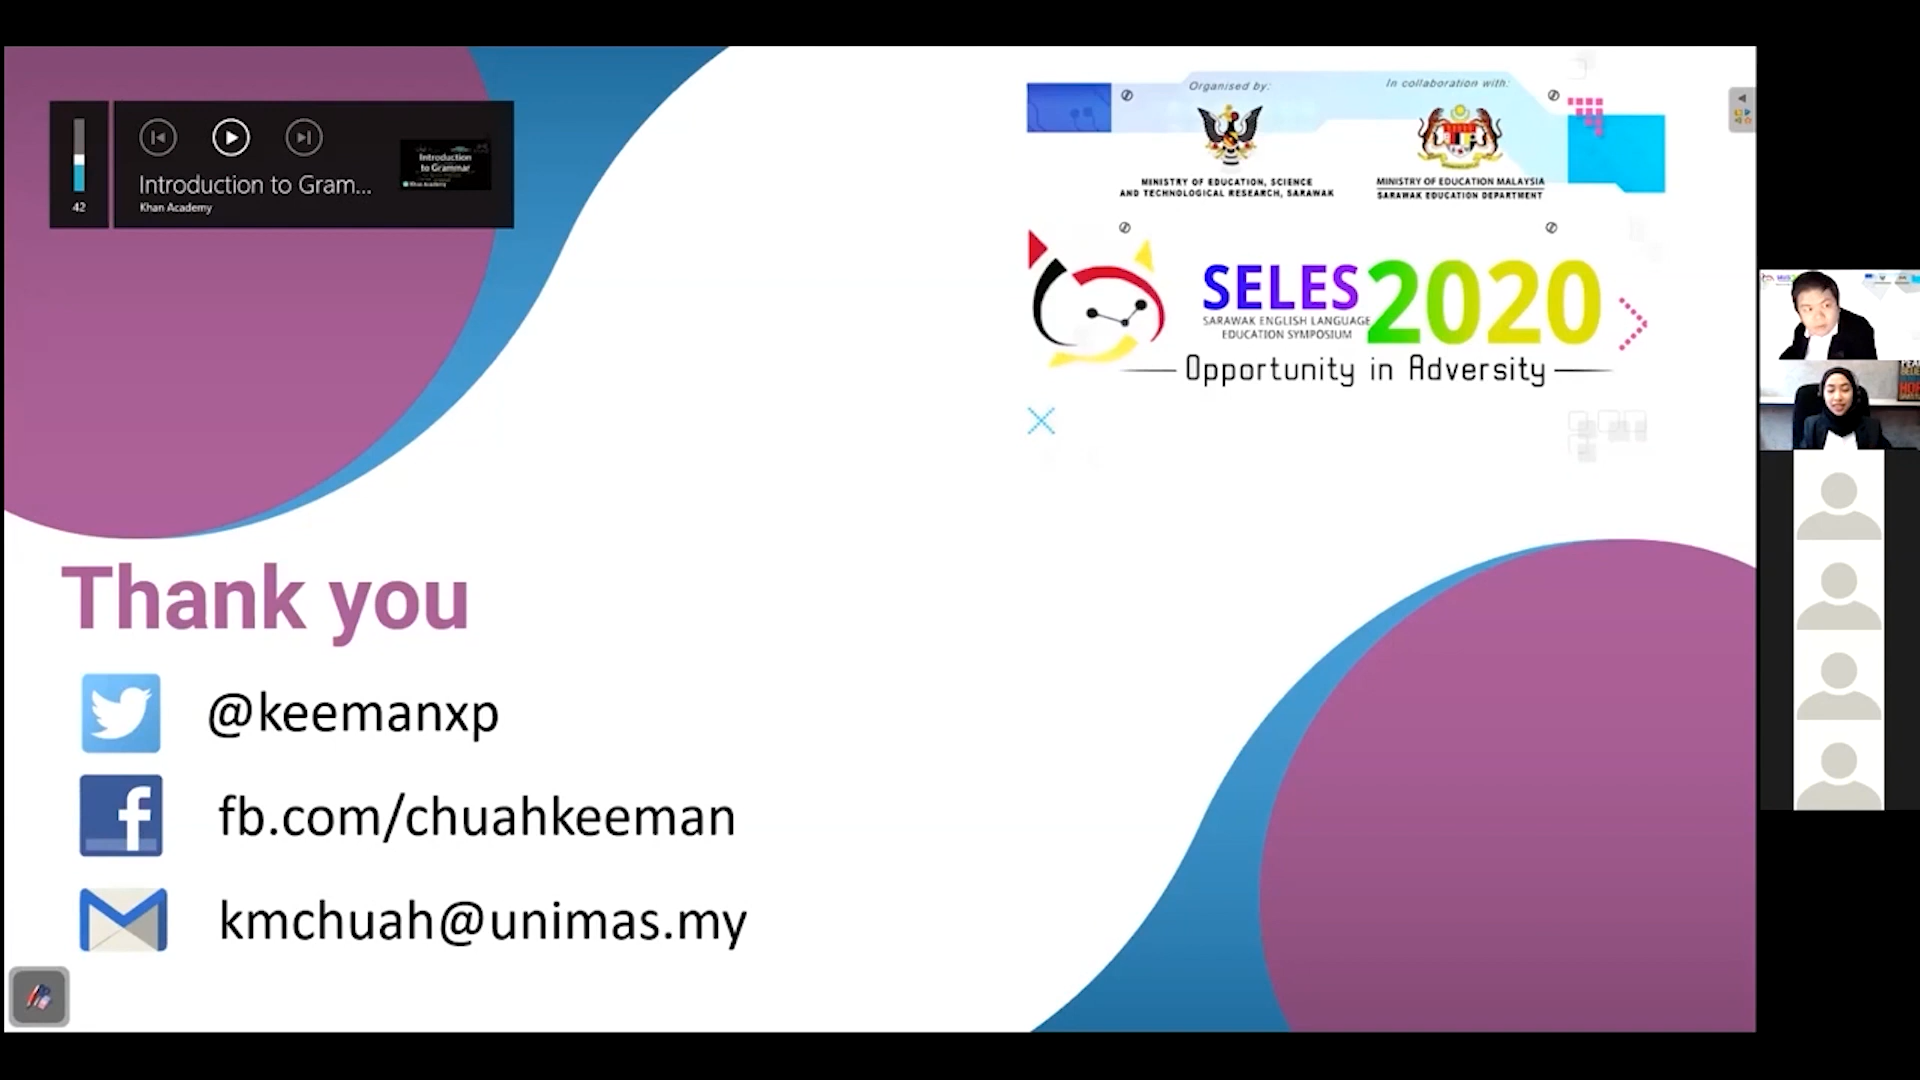 42
Introduction to Gram...
Khan Academy
Introduction
to Grammar
Khan Academy
Organised by:
In collaboration with:
MINISTRY OF EDUCATION, SCIENCE
AND TECHNOLOGICAL RESEARCH, SARAWAK
MINISTRY OF EDUCATION MALAYSIA
SARAWAK EDUCATION DEPARTMENT
SELES 2020
SARAWAK ENGLISH LANGUAGE
EDUCATION SYMPOSIUM
Opportunity in Adversity
Thank you
@keemanxp
fb.com/chuahkeeman
kmchuah@unimas.my